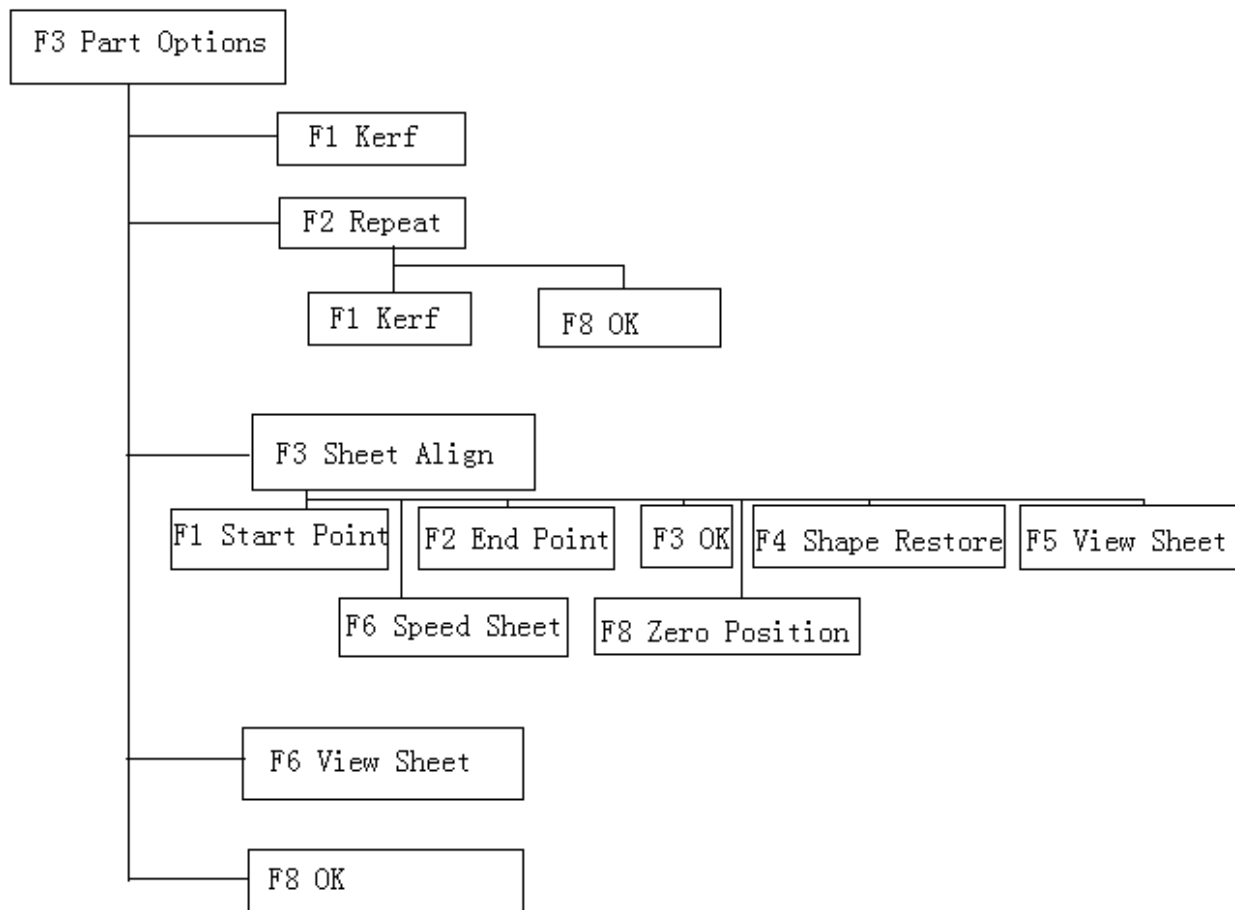 F3 Part Options
F1 Kerf
F2 Repeat
F1 Kerf
F8 OK
F3 Sheet Align
F1 Start Point
F2 End Point
F3 OK
F4 Shape Restore
F5 View Sheet
F6 Speed Sheet
F8 Zero Position
F6 View Sheet
F8 OK